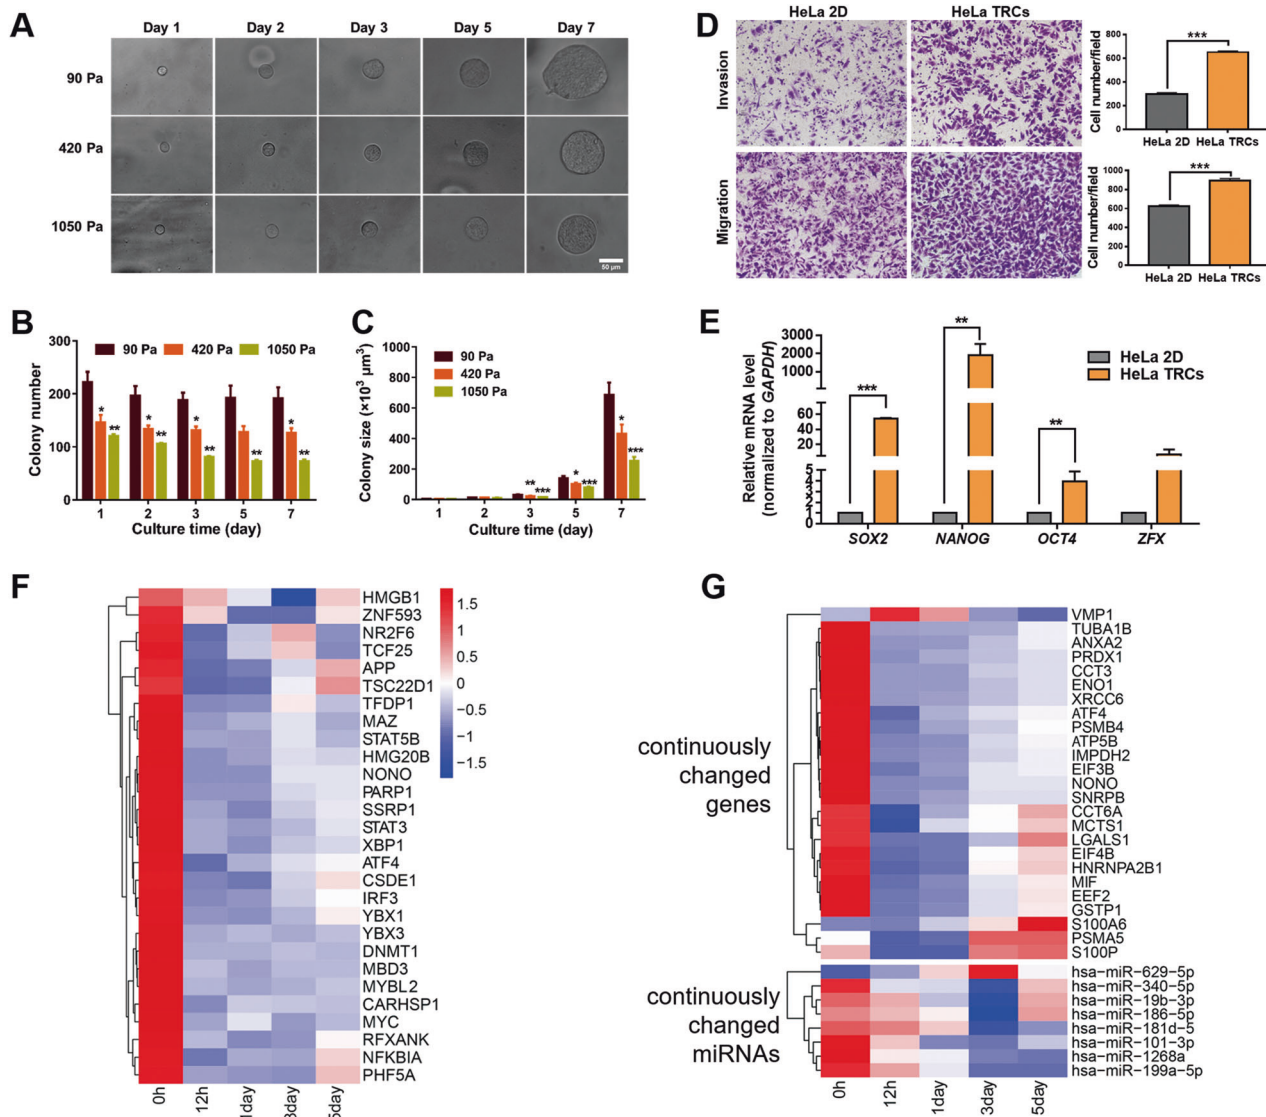 A
Day 1 Day 2 Day 3 Day 5 Day 7
90 Pa
420 Pa
1050 Pa
50 µm
B
90 Pa 420 Pa 1050 Pa
Colony number
300
200
100
0
* ** * ** * ** ** * **
1 2 3 5 7
Culture time (day)
C
90 Pa
420 Pa
1050 Pa
Colony size (×10³ µm³)
1000
800
600
400
200
0
** *** * *** * ***
1 2 3 5 7
Culture time (day)
D
HeLa 2D HeLa TRCs
Invasion
Migration
Cell number/field
800
600
400
200
0
***
HeLa 2D HeLa TRCs
Cell number/field
1000
800
600
400
200
0
***
HeLa 2D HeLa TRCs
E
Relative mRNA level
(normalized to GAPDH)
3000
2000
1000
60
40
20
5
4
3
2
1
0
*** ** **
HeLa 2D
HeLa TRCs
SOX2 NANOG OCT4 ZFX
F
HMGB1
ZNF593
NR2F6
TCF25
APP
TSC22D1
TFDP1
MAZ
STAT5B
HMG20B
NONO
PARP1
SSRP1
STAT3
XBP1
ATF4
CSDE1
IRF3
YBX1
YBX3
DNMT1
MBD3
MYBL2
CARHSP1
MYC
RFXANK
NFKBIA
PHF5A
0h 12h 1day 3day 5day
1.5
1
0.5
0
−0.5
−1
−1.5
G
continuously
changed
genes
VMP1
TUBA1B
ANXA2
PRDX1
CCT3
ENO1
XRCC6
ATF4
PSMB4
ATP5B
IMPDH2
EIF3B
NONO
SNRPB
CCT6A
MCTS1
LGALS1
EIF4B
HNRNPA2B1
MIF
EEF2
GSTP1
S100A6
PSMA5
S100P
continuously
changed
miRNAs
hsa−miR−629−5p
hsa−miR−340−5p
hsa−miR−19b−3p
hsa−miR−186−5p
hsa−miR−181d−5
hsa−miR−101−3p
hsa−miR−1268a
hsa−miR−199a−5p
0h 12h 1day 3day 5day